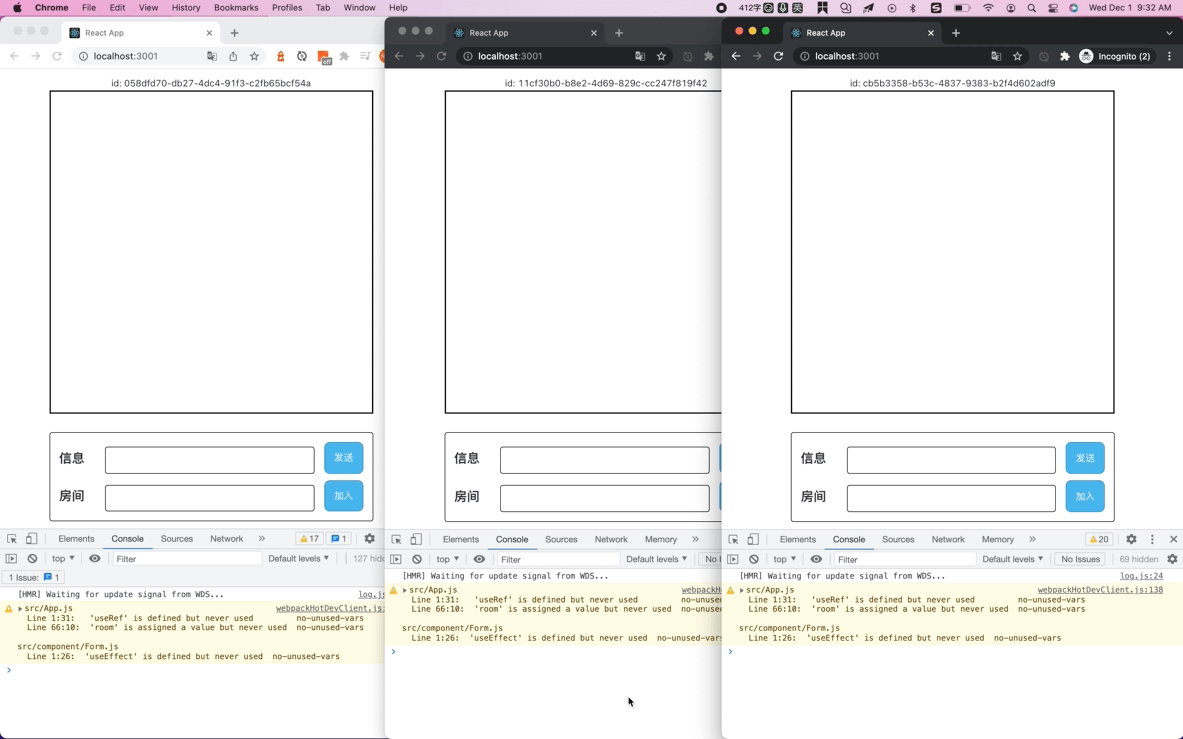 Chrome File Edit View History Bookmarks Profiles Tab Window Help 412字 英 Wed Dec 1 9:32 AM
React App
localhost:3001
off
id: 058dfd70-db27-4dc4-91f3-c2fb65bcf54a
信息
发送
房间
加入
Elements Console Sources Network 17 1
top Filter Default levels 127
1 Issue: 1
[HMR] Waiting for update signal from WDS... log.js
src/App.js webpackHotDevClient.js:
Line 1:31: 'useRef' is defined but never used no-unused-vars
Line 66:10: 'room' is assigned a value but never used no-unused-vars
src/component/Form.js
Line 1:26: 'useEffect' is defined but never used no-unused-vars
React App
localhost:3001
id: 11cf30b0-b8e2-4d69-829c-cc247f819f42
信息
房间
Elements Console Sources Network Memory
top Filter Default levels No
[HMR] Waiting for update signal from WDS...
src/App.js webpackH
Line 1:31: 'useRef' is defined but never used no-unused
Line 66:10: 'room' is assigned a value but never used no-unused
src/component/Form.js
Line 1:26: 'useEffect' is defined but never used no-unused-vars
React App
localhost:3001 Incognito (2)
id: cb5b3358-b53c-4837-9383-b2f4d602adf9
信息
发送
房间
加入
Elements Console Sources Network Memory 20
top Filter Default levels No Issues 69 hidden
[HMR] Waiting for update signal from WDS... log.js:24
src/App.js webpackHotDevClient.js:138
Line 1:31: 'useRef' is defined but never used no-unused-vars
Line 66:10: 'room' is assigned a value but never used no-unused-vars
src/component/Form.js
Line 1:26: 'useEffect' is defined but never used no-unused-vars